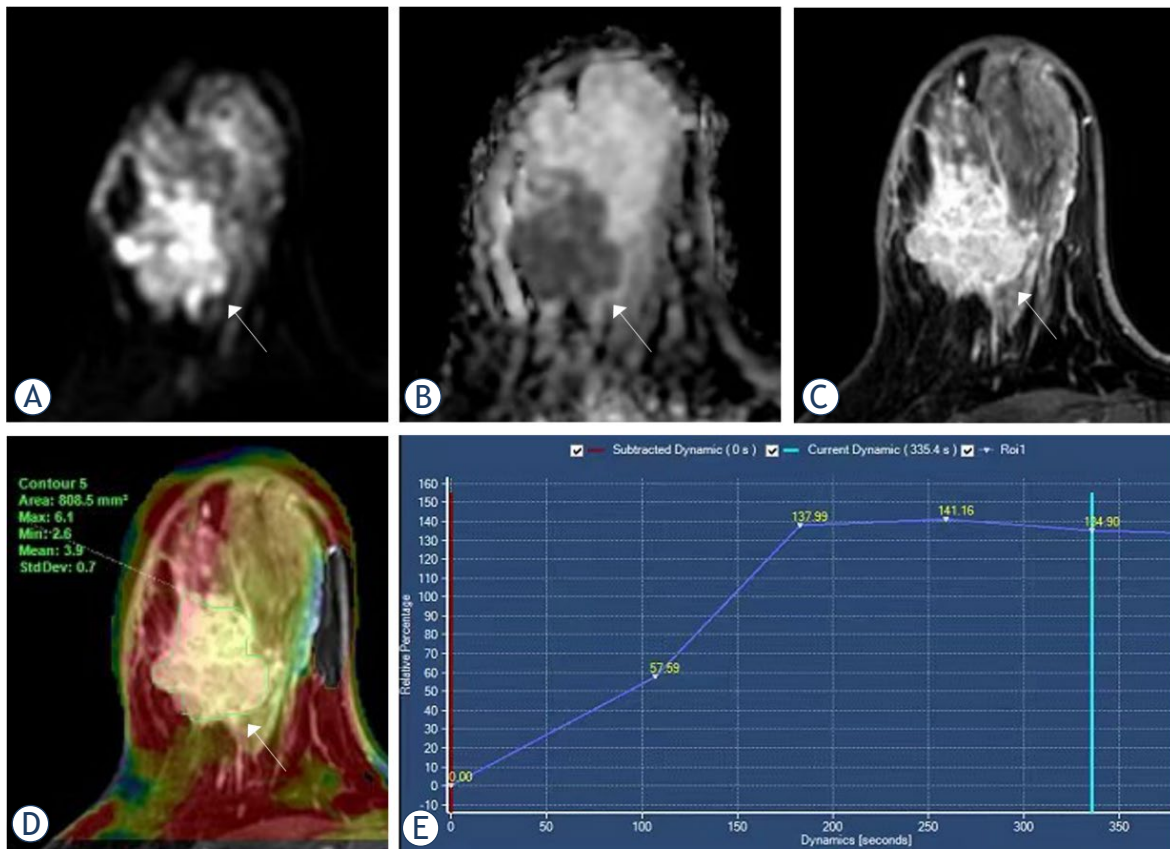 A
B
C
Contour 5
Area: 808.5 mm²
Max: 6.1
Min: 2.6
Mean: 3.9
StdDev: 0.7
D
Subtracted Dynamic ( 0 s ) Current Dynamic ( 335.4 s ) Roi1
160
150
140
130
120
110
100
90
80
70
60
50
40
30
20
10
0
-10
Relative Percentage
0.00
57.59
137.99
141.16
134.90
0 50 100 150 200 250 300 350
Dynamics [seconds]
E